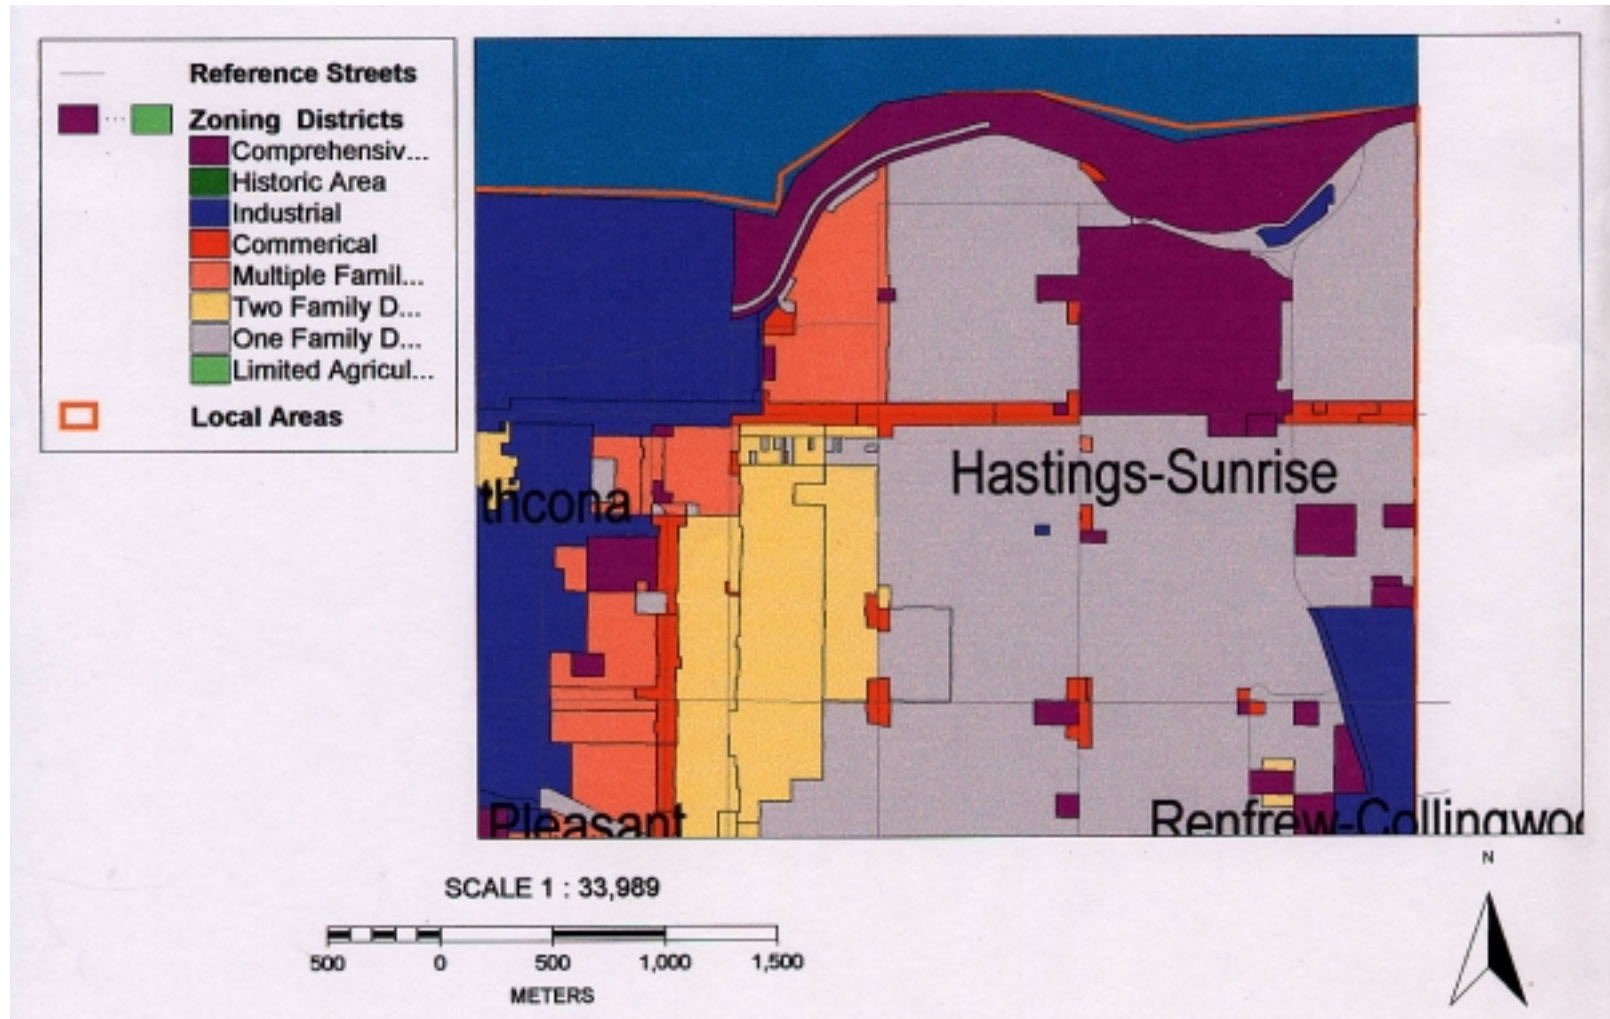 Reference Streets
Zoning Districts
Comprehensiv...
Historic Area
Industrial
Commerical
Multiple Famil...
Two Family D...
One Family D...
Limited Agricul...
Local Areas
Hastings-Sunrise
thcona
Pleasant
Renfrew-Collingwoo
N
SCALE 1 : 33,989
500 0 500 1,000 1,500
METERS